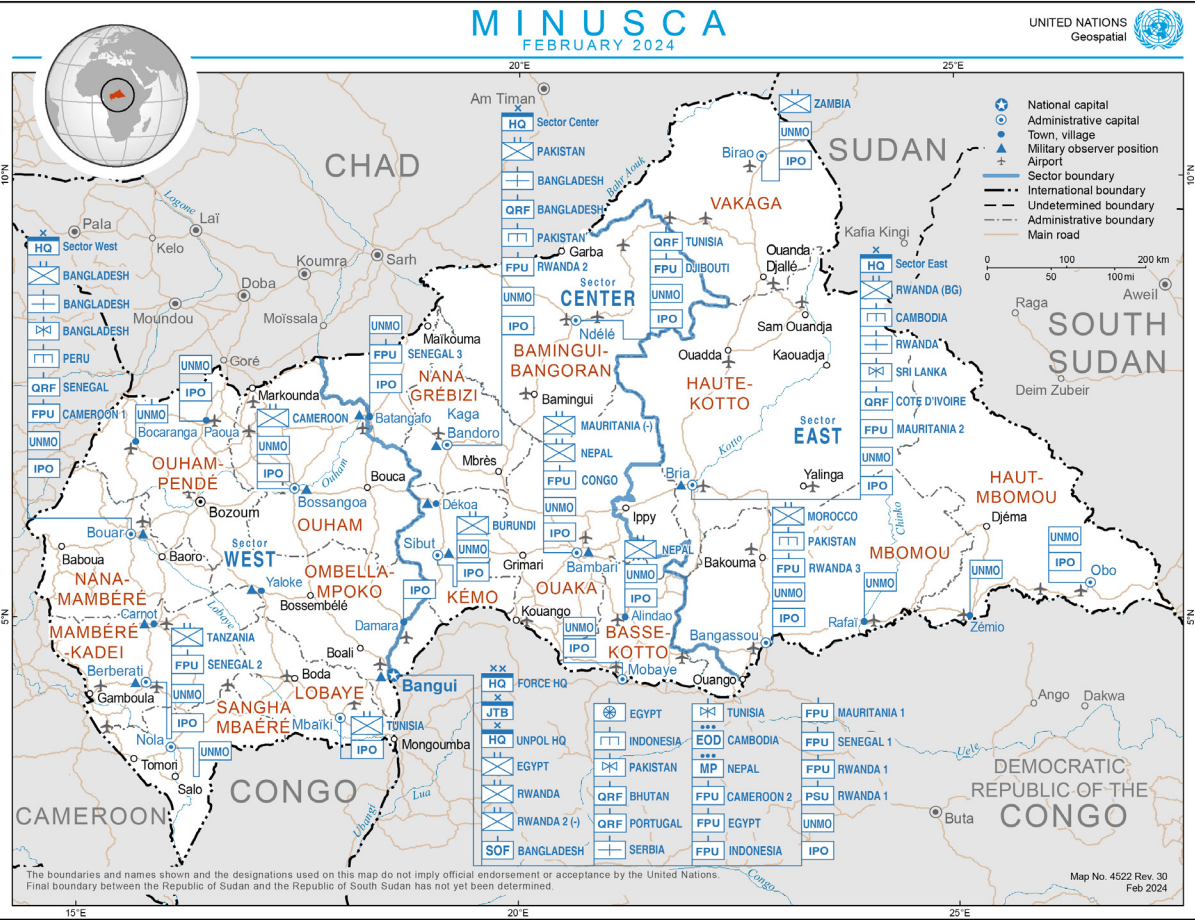 MINUSCA
FEBRUARY 2024
UNITED NATIONS
Geospatial
20°E
25°E
10°N
10°N
5°N
5°N
15°E
20°E
25°E
National capital
Administrative capital
Town, village
Military observer position
Airport
Sector boundary
International boundary
Undetermined boundary
Administrative boundary
Main road
0 100 200 km
0 50 100 mi
CHAD
SUDAN
SOUTH
SUDAN
DEMOCRATIC
REPUBLIC OF THE
CONGO
CONGO
CAMEROON
Am Timan
Logone
Bahr Aouk
Pala
Laï
Kelo
Koumra
Sarh
Doba
Moundou
Moïssala
Goré
Kafia Kingi
Raga
Aweil
Deim Zubeir
Ango
Dakwa
Uele
Buta
Congo
Lua
Uhangi
HQ Sector West
BANGLADESH
BANGLADESH
BANGLADESH
PERU
QRF SENEGAL
FPU CAMEROON 1
UNMO
IPO
HQ Sector Center
PAKISTAN
BANGLADESH
QRF BANGLADESH
PAKISTAN
FPU RWANDA 2
UNMO
IPO
ZAMBIA
UNMO
IPO
Birao
VAKAGA
QRF TUNISIA
FPU DJIBOUTI
UNMO
IPO
Garba
Sector
CENTER
Ndélé
Ouanda
Djallé
Sam Ouandja
HQ Sector East
RWANDA (BG)
CAMBODIA
RWANDA
SRI LANKA
QRF CÔTE D'IVOIRE
FPU MAURITANIA 2
UNMO
IPO
UNMO
FPU SENEGAL 3
IPO
Maïkouma
NANA
GRÉBIZI
BAMINGUI-
BANGORAN
Ouadda
Kaouadja
HAUTE-
KOTTO
Sector
EAST
Kotto
UNMO
IPO
Markounda
UNMO
Bocaranga
Paoua
CAMEROON
UNMO
IPO
Batangafo
Kaga
Bandoro
Bamingui
MAURITANIA (-)
NEPAL
FPU CONGO
UNMO
IPO
Mbrès
Bria
Yalinga
Chinko
OUHAM-
PENDÉ
Ouham
Bossangoa
Bouca
Bozoum
OUHAM
Dékoa
Ippy
HAUT-
MBOMOU
Djéma
Bouar
Baboua
Baoro
Sector
WEST
NANA-
MAMBÉRÉ
OMBELLA-
MPOKO
Yaloke
Bossembélé
Lobaye
Sibut
BURUNDI
UNMO
IPO
KÉMO
Grimari
Bambari
OUAKA
NEPAL
UNMO
IPO
MOROCCO
PAKISTAN
FPU RWANDA 3
UNMO
IPO
Bakouma
MBOMOU
UNMO
Rafaï
UNMO
Zémio
UNMO
IPO
Obo
Carnot
MAMBÉRÉ
-KADEI
TANZANIA
FPU SENEGAL 2
UNMO
IPO
Berberati
Gamboula
IPO
Damara
Boali
Boda
LOBAYE
Bangui
Kouango
UNMO
IPO
Alindao
BASSE-
KOTTO
Mobaye
Bangassou
Ouango
SANGHA
MBAÉRÉ
Mbaïki
TUNISIA
IPO
Mongoumba
Nola
UNMO
Tomori
Salo
HQ FORCE HQ
JTB
HQ UNPOL HQ
EGYPT
RWANDA
RWANDA 2 (-)
SOF BANGLADESH
EGYPT
INDONESIA
PAKISTAN
QRF BHUTAN
QRF PORTUGAL
SERBIA
TUNISIA
EOD CAMBODIA
MP NEPAL
FPU CAMEROON 2
FPU EGYPT
FPU INDONESIA
FPU MAURITANIA 1
FPU SENEGAL 1
FPU RWANDA 1
PSU RWANDA 1
UNMO
IPO
The boundaries and names shown and the designations used on this map do not imply official endorsement or acceptance by the United Nations.
Final boundary between the Republic of Sudan and the Republic of South Sudan has not yet been determined.
Map No. 4522 Rev. 30
Feb 2024